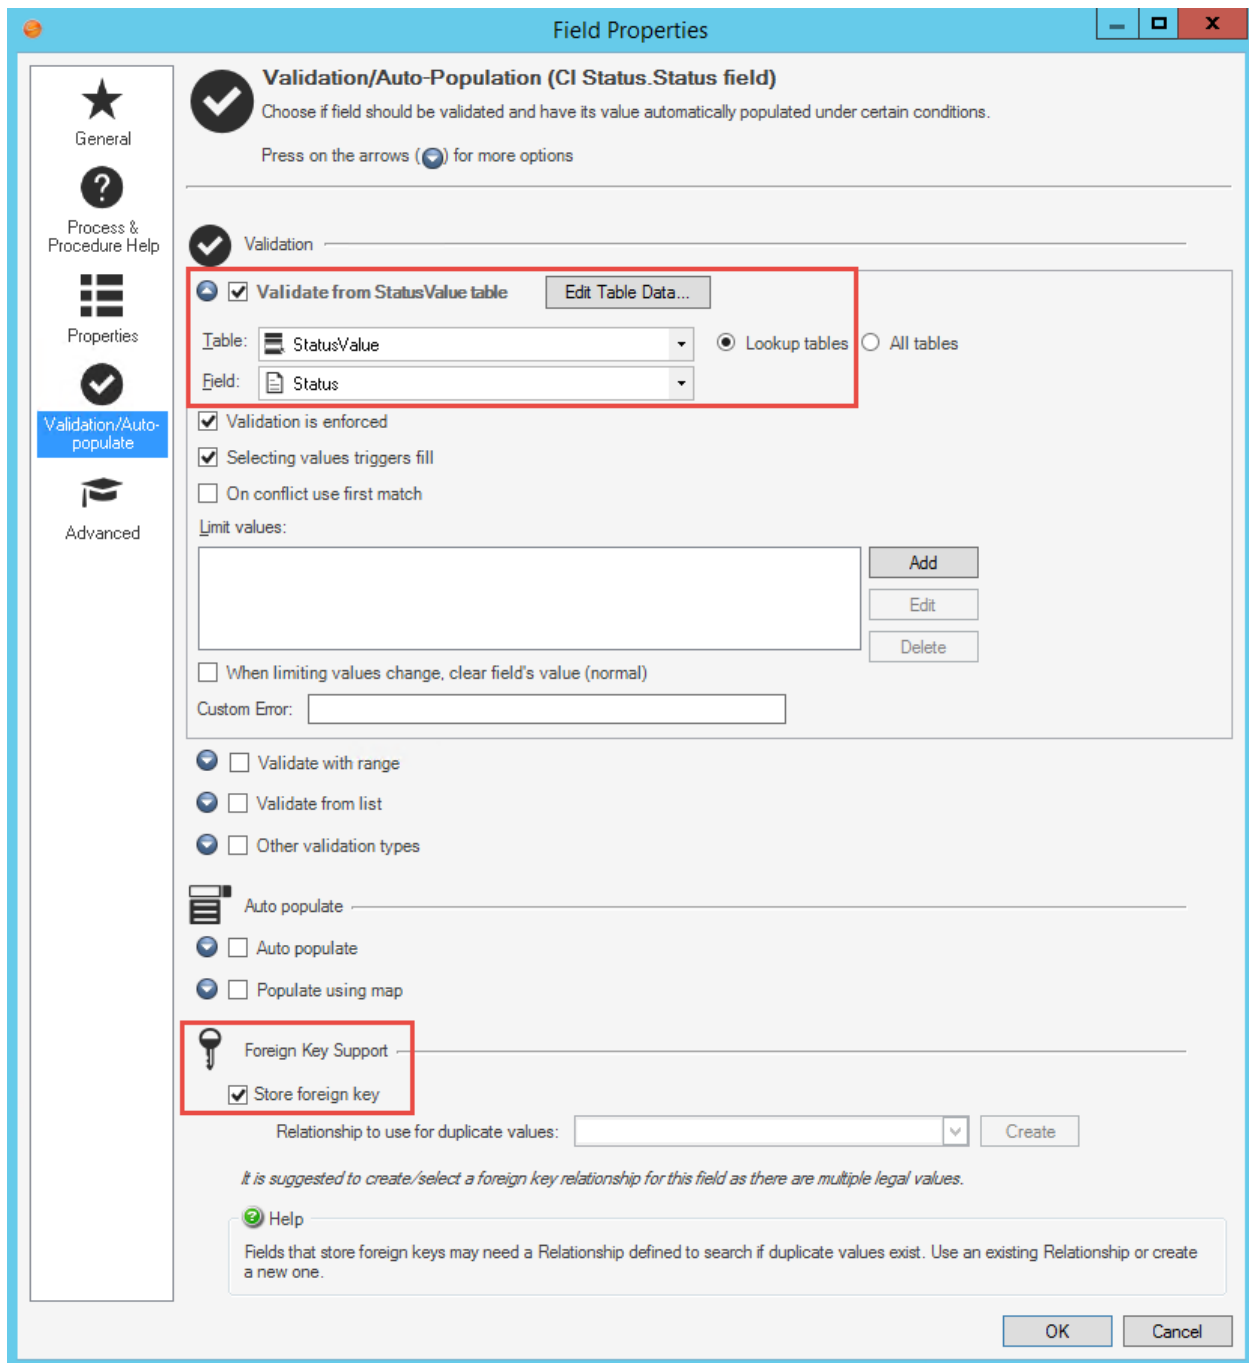 Field Properties
X
General
Process &
Procedure Help
Properties
Validation/Auto-
populate
Advanced
Validation/Auto-Population (CI Status.Status field)
Choose if field should be validated and have its value automatically populated under certain conditions.
Press on the arrows ( ) for more options
Validation
Validate from StatusValue table
Edit Table Data...
Table:
StatusValue
Lookup tables
All tables
Field:
Status
Validation is enforced
Selecting values triggers fill
On conflict use first match
Limit values:
Add
Edit
Delete
When limiting values change, clear field's value (normal)
Custom Error:
Validate with range
Validate from list
Other validation types
Auto populate
Auto populate
Populate using map
Foreign Key Support
Store foreign key
Relationship to use for duplicate values:
Create
It is suggested to create/select a foreign key relationship for this field as there are multiple legal values.
Help
Fields that store foreign keys may need a Relationship defined to search if duplicate values exist. Use an existing Relationship or create
a new one.
OK
Cancel